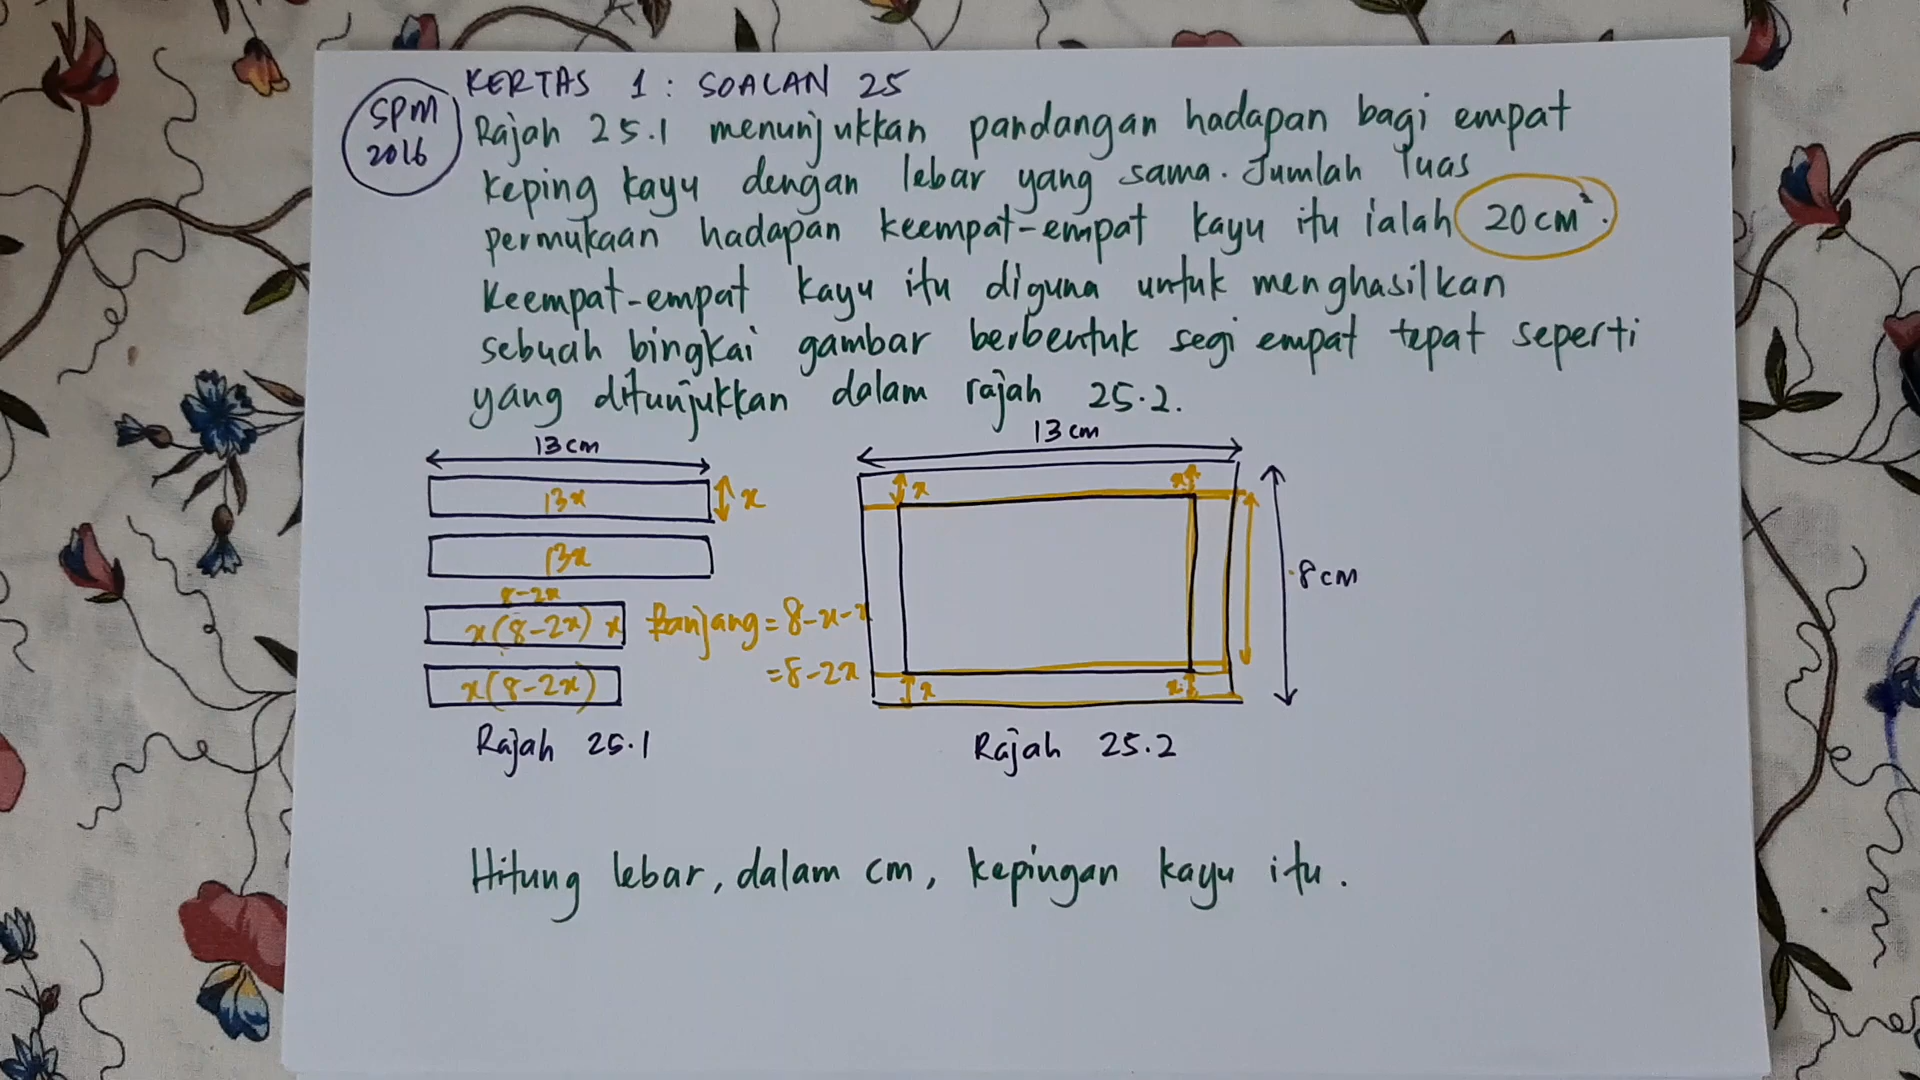 KERTAS 1 : SOALAN 25
SPM
2016
Rajah 25.1 menunjukkan pandangan hadapan bagi empat
keping kayu dengan lebar yang sama. Jumlah luas
permukaan hadapan keempat-empat kayu itu ialah 20 cm².
Keempat-empat kayu itu diguna untuk menghasilkan
sebuah bingkai gambar berbentuk segi empat tepat seperti
yang ditunjukkan dalam rajah 25.2.
13 cm
13x
x
13x
8-2x
x(8-2x) x
x(8-2x)
Panjang = 8-x-x
= 8-2x
Rajah 25.1
13 cm
x
x
8 cm
x
x
Rajah 25.2
Hitung lebar, dalam cm, kepingan kayu itu.